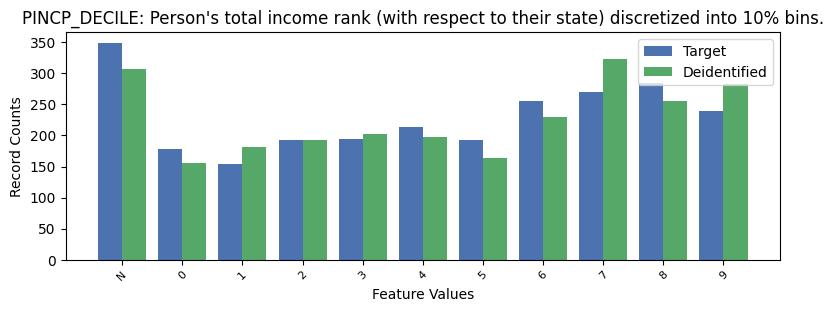 PINCP_DECILE: Person's total income rank (with respect to their state) discretized into 10% bins.
350
300
250
200
150
100
50
0
Record Counts
Target
Deidentified
N 0 1 2 3 4 5 6 7 8 9
Feature Values